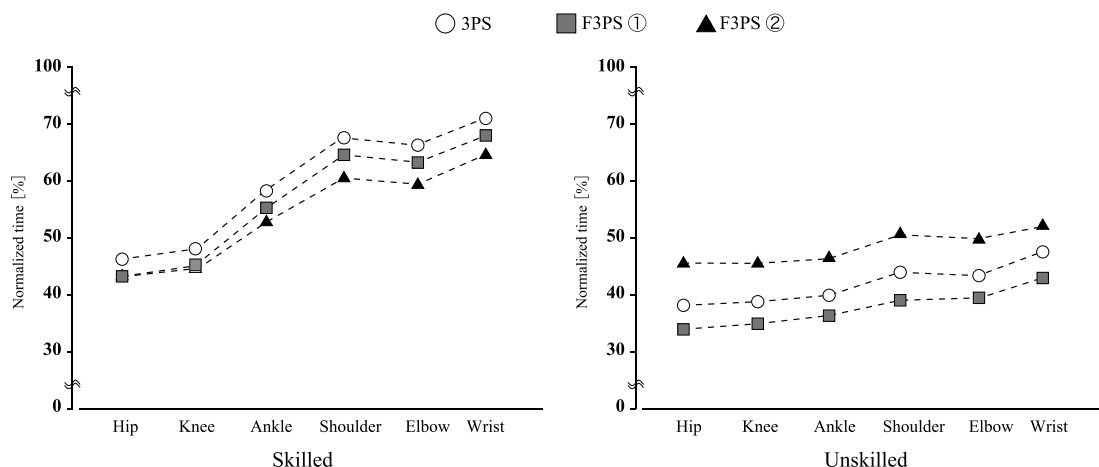 3PS F3PS ① F3PS ②
Normalized time [%]
100
70
60
50
40
30
0
Hip Knee Ankle Shoulder Elbow Wrist
Skilled
Normalized time [%]
100
70
60
50
40
30
0
Hip Knee Ankle Shoulder Elbow Wrist
Unskilled